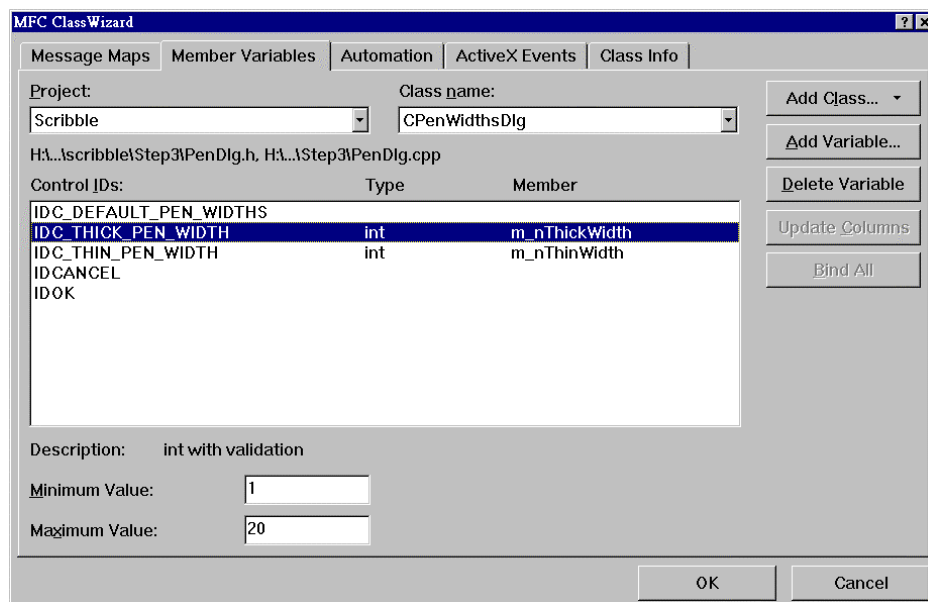 MFC ClassWizard
Message Maps Member Variables Automation ActiveX Events Class Info
Project: Class name:
Scribble CPenWidthsDlg
Add Class...
H:\...\scribble\Step3\PenDlg.h, H:\...\Step3\PenDlg.cpp
Add Variable...
Control IDs: Type Member
Delete Variable
IDC_DEFAULT_PEN_WIDTHS
IDC_THICK_PEN_WIDTH int m_nThickWidth
Update Columns
IDC_THIN_PEN_WIDTH int m_nThinWidth
IDCANCEL
Bind All
IDOK
Description: int with validation
Minimum Value: 1
Maximum Value: 20
OK Cancel